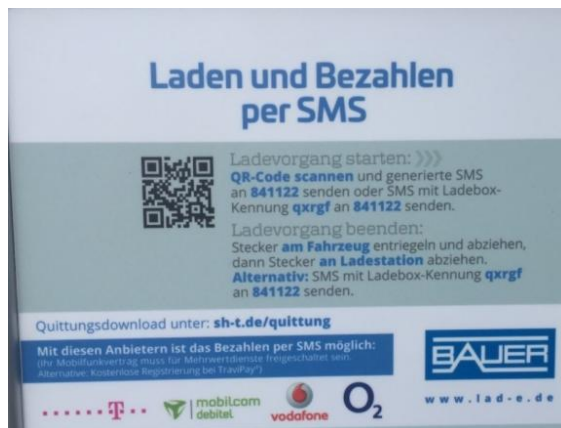 Laden und Bezahlen
per SMS
Ladevorgang starten: 》》》
QR-Code scannen und generierte SMS
an 841122 senden oder SMS mit Ladebox-
Kennung qxrgf an 841122 senden.
Ladevorgang beenden:
Stecker am Fahrzeug entriegeln und abziehen,
dann Stecker an Ladestation abziehen.
Alternativ: SMS mit Ladebox-Kennung qxrgf
an 841122 senden.
Quittungsdownload unter: sh-t.de/quittung
Mit diesen Anbietern ist das Bezahlen per SMS möglich:
(Ihr Mobilfunkvertrag muss für Mehrwertdienste freigeschaltet sein.
Alternative: Kostenlose Registrierung bei TraviPay*)
BAUER
www.lad-e.de
T
mobilcom
debitel
vodafone
O2